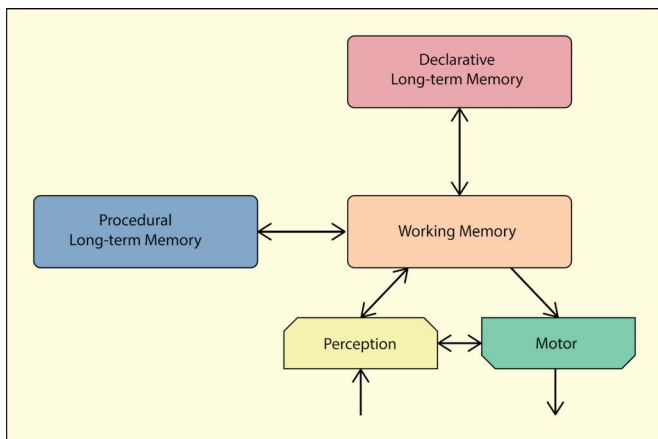 Declarative
Long-term Memory
Procedural
Long-term Memory
Working Memory
Perception
Motor